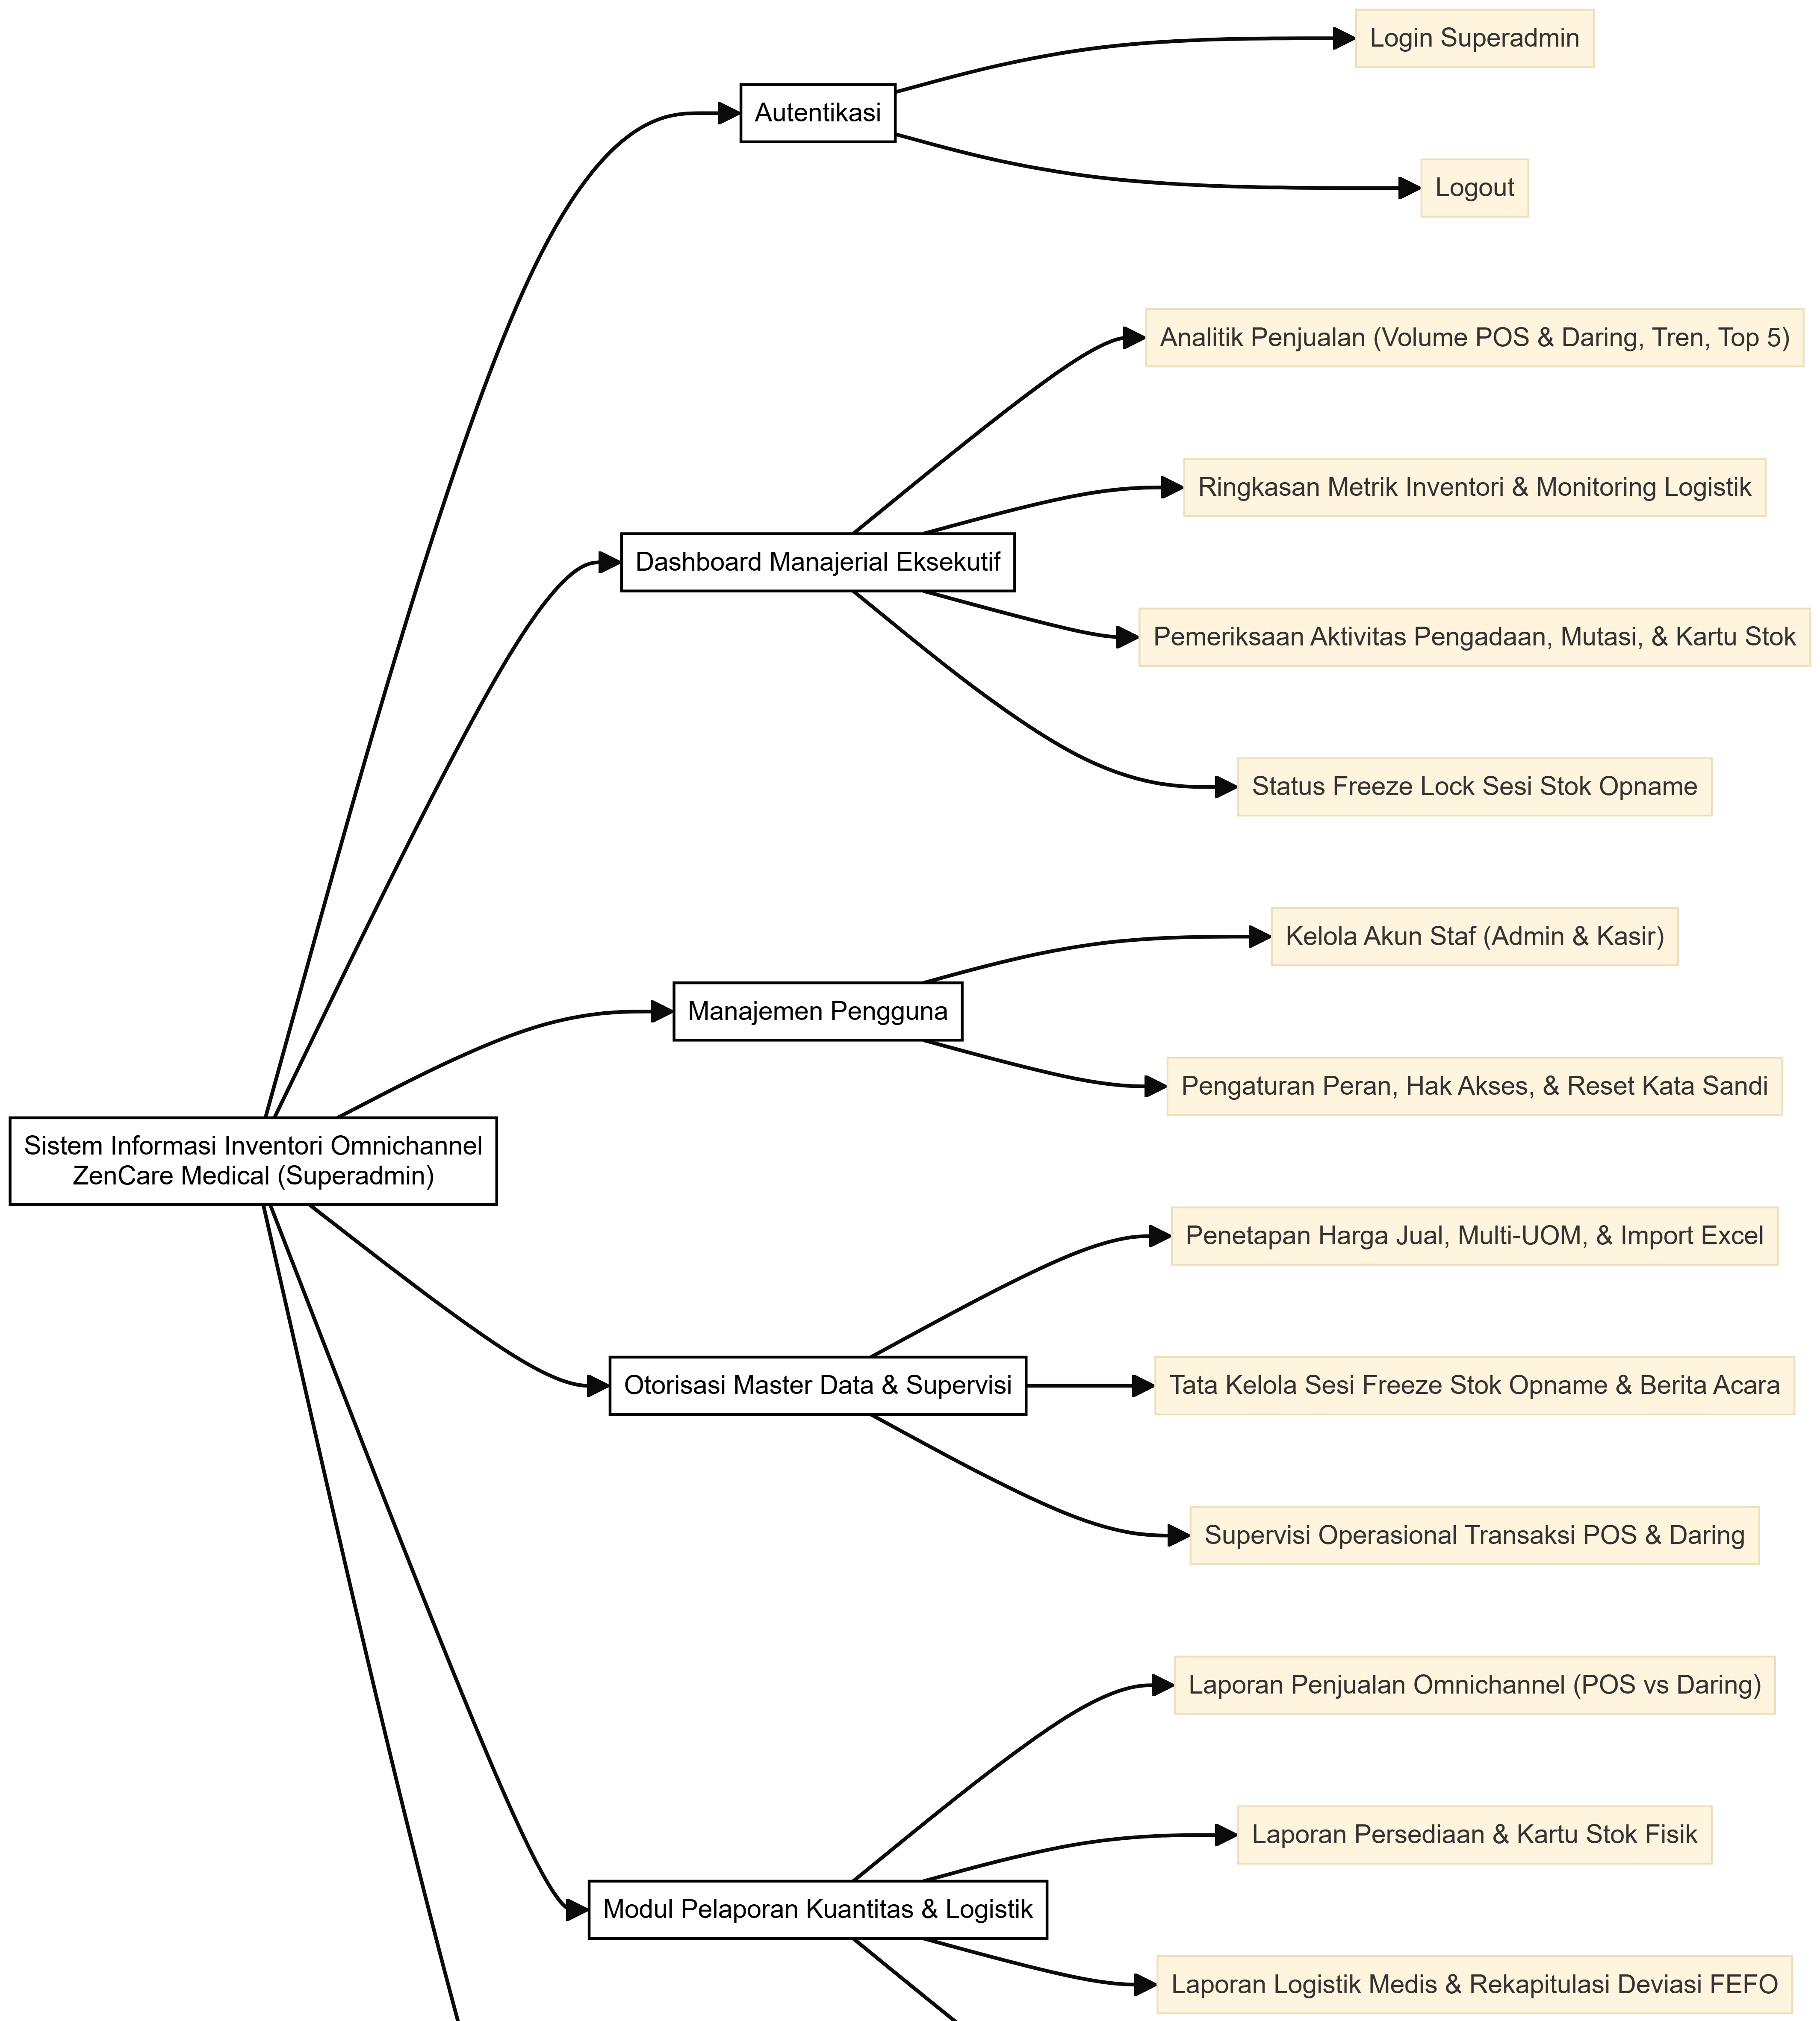 Login Superadmin
Autentikasi
Logout
Analitik Penjualan (Volume POS & Daring, Tren, Top 5)
Ringkasan Metrik Inventori & Monitoring Logistik
Dashboard Manajerial Eksekutif
Pemeriksaan Aktivitas Pengadaan, Mutasi, & Kartu Stok
Status Freeze Lock Sesi Stok Opname
Kelola Akun Staf (Admin & Kasir)
Manajemen Pengguna
Pengaturan Peran, Hak Akses, & Reset Kata Sandi
Sistem Informasi Inventori Omnichannel
ZenCare Medical (Superadmin)
Penetapan Harga Jual, Multi-UOM, & Import Excel
Otorisasi Master Data & Supervisi
Tata Kelola Sesi Freeze Stok Opname & Berita Acara
Supervisi Operasional Transaksi POS & Daring
Laporan Penjualan Omnichannel (POS vs Daring)
Laporan Persediaan & Kartu Stok Fisik
Modul Pelaporan Kuantitas & Logistik
Laporan Logistik Medis & Rekapitulasi Deviasi FEFO